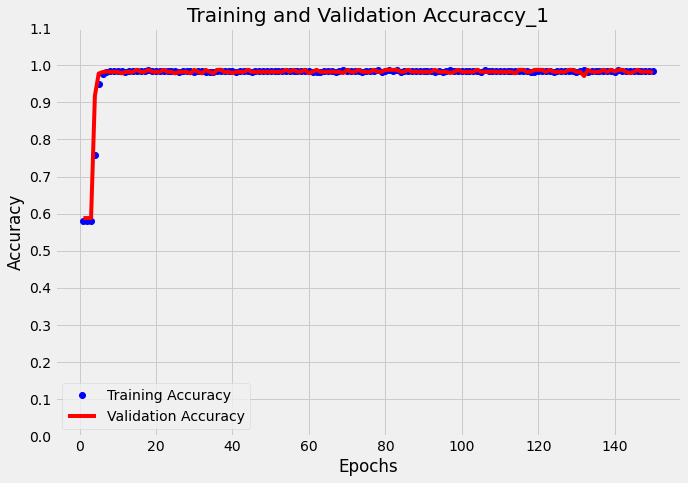 Training and Validation Accuraccy_1
1.1
1.0
0.9
0.8
0.7
0.6
0.5
0.4
0.3
0.2
0.1
0.0
Accuracy
Training Accuracy
Validation Accuracy
0 20 40 60 80 100 120 140
Epochs